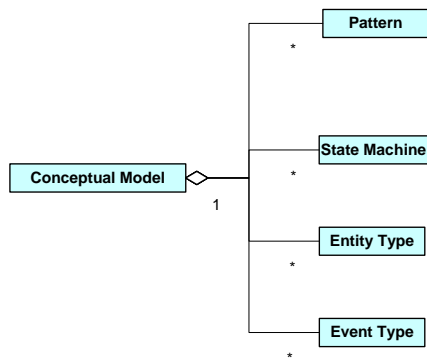 Pattern
*
State Machine
*
Conceptual Model
1
Entity Type
*
Event Type
*